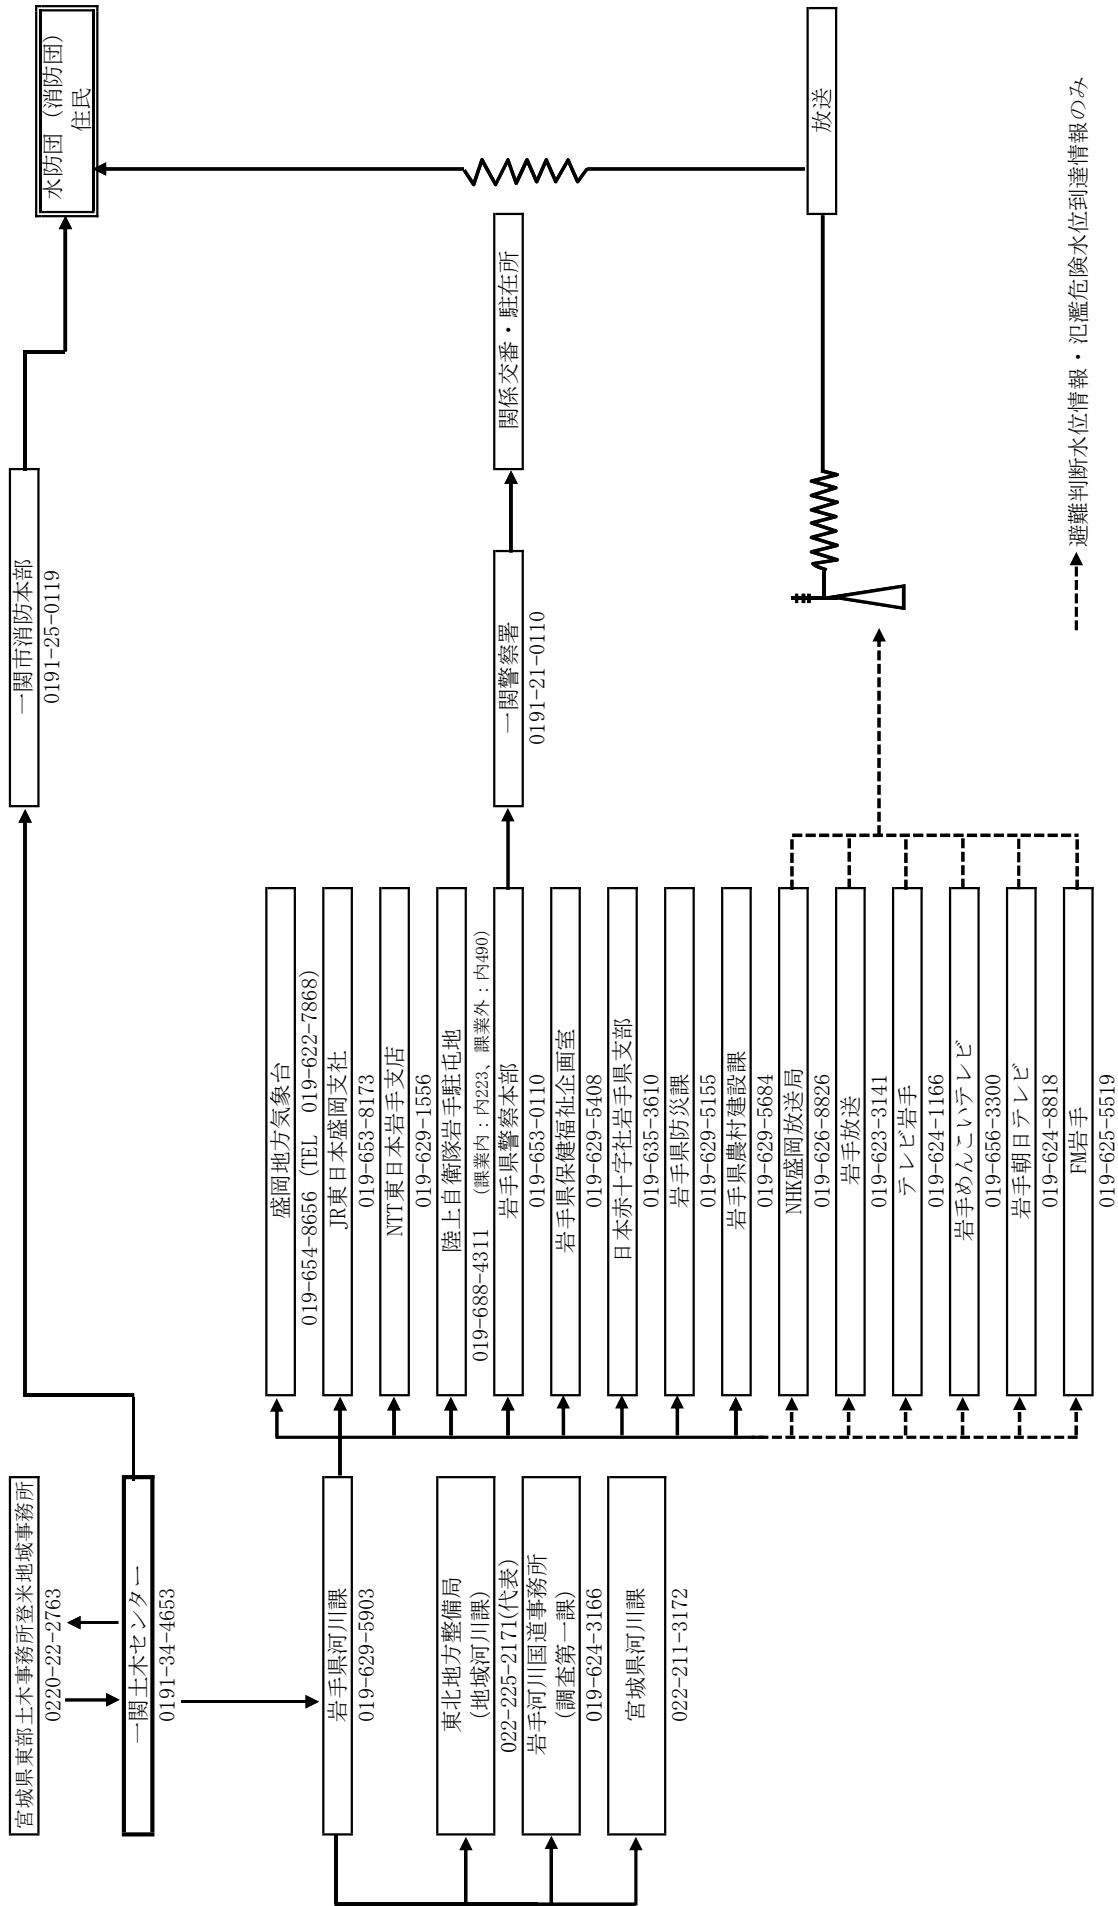 宮城県東部土木事務所登米地域事務所
0220-22-2763
一関土木センター
0191-34-4653
岩手県河川課
019-629-5903
東北地方整備局
(地域河川課)
022-225-2171(代表)
岩手河川国道事務所
(調査第一課)
019-624-3166
宮城県河川課
022-211-3172
盛岡地方気象台
019-654-8656 (TEL 019-622-7868)
JR東日本盛岡支社
019-653-8173
NTT東日本岩手支店
019-629-1556
陸上自衛隊岩手駐屯地
019-688-4311 (課業内：内223、課業外：内490)
岩手県警察本部
019-653-0110
岩手県保健福祉企画室
019-629-5408
日本赤十字社岩手県支部
019-635-3610
岩手県防災課
019-629-5155
岩手県農村建設課
019-629-5684
NHK盛岡放送局
019-626-8826
岩手放送
019-623-3141
テレビ岩手
019-624-1166
岩手めんこいテレビ
019-656-3300
岩手朝日テレビ
019-624-8818
FM岩手
019-625-5519
一関市消防本部
0191-25-0119
一関警察署
0191-21-0110
関係交番・駐在所
水防団（消防団）
住民
放送
避難判断水位情報・氾濫危険水位到達情報のみ